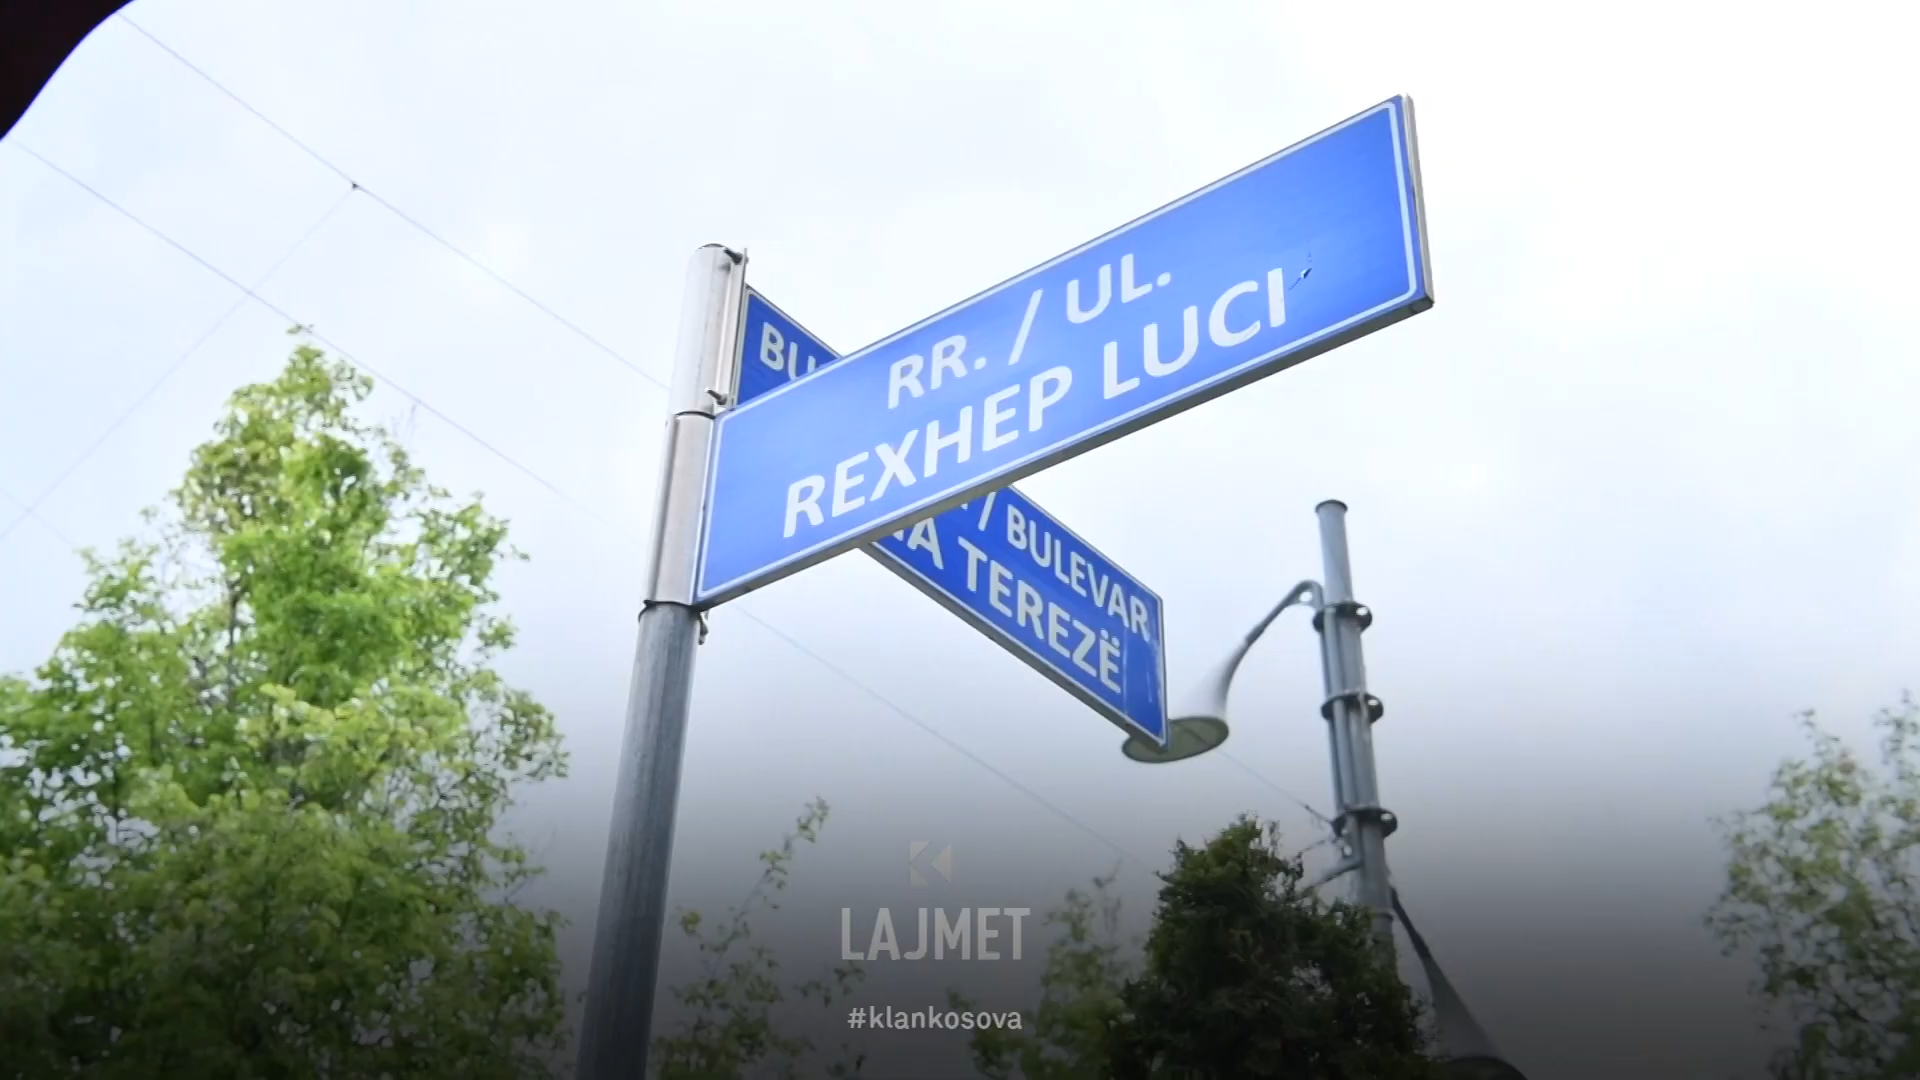 RR. / UL.
REXHEP LUCI
/ BULEVAR
TEREZË
LAJMET
#klankosova